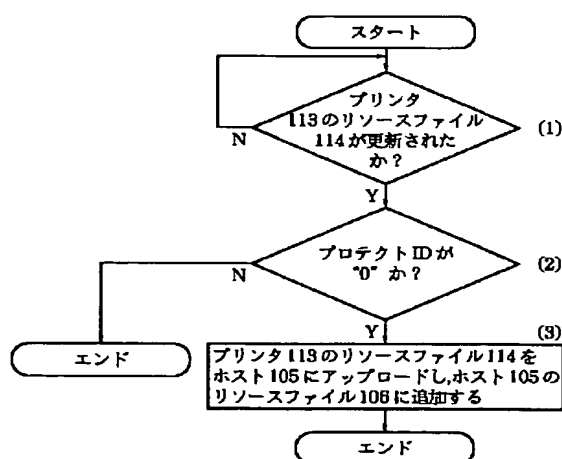 スタート
プリンタ
113のリソースファイル
114が更新された
か？
(1)
N
Y
プロテクトIDが
“0”か？
(2)
N
Y
(3)
エンド
プリンタ113のリソースファイル114を
ホスト105にアップロードし,ホスト105の
リソースファイル106に追加する
エンド